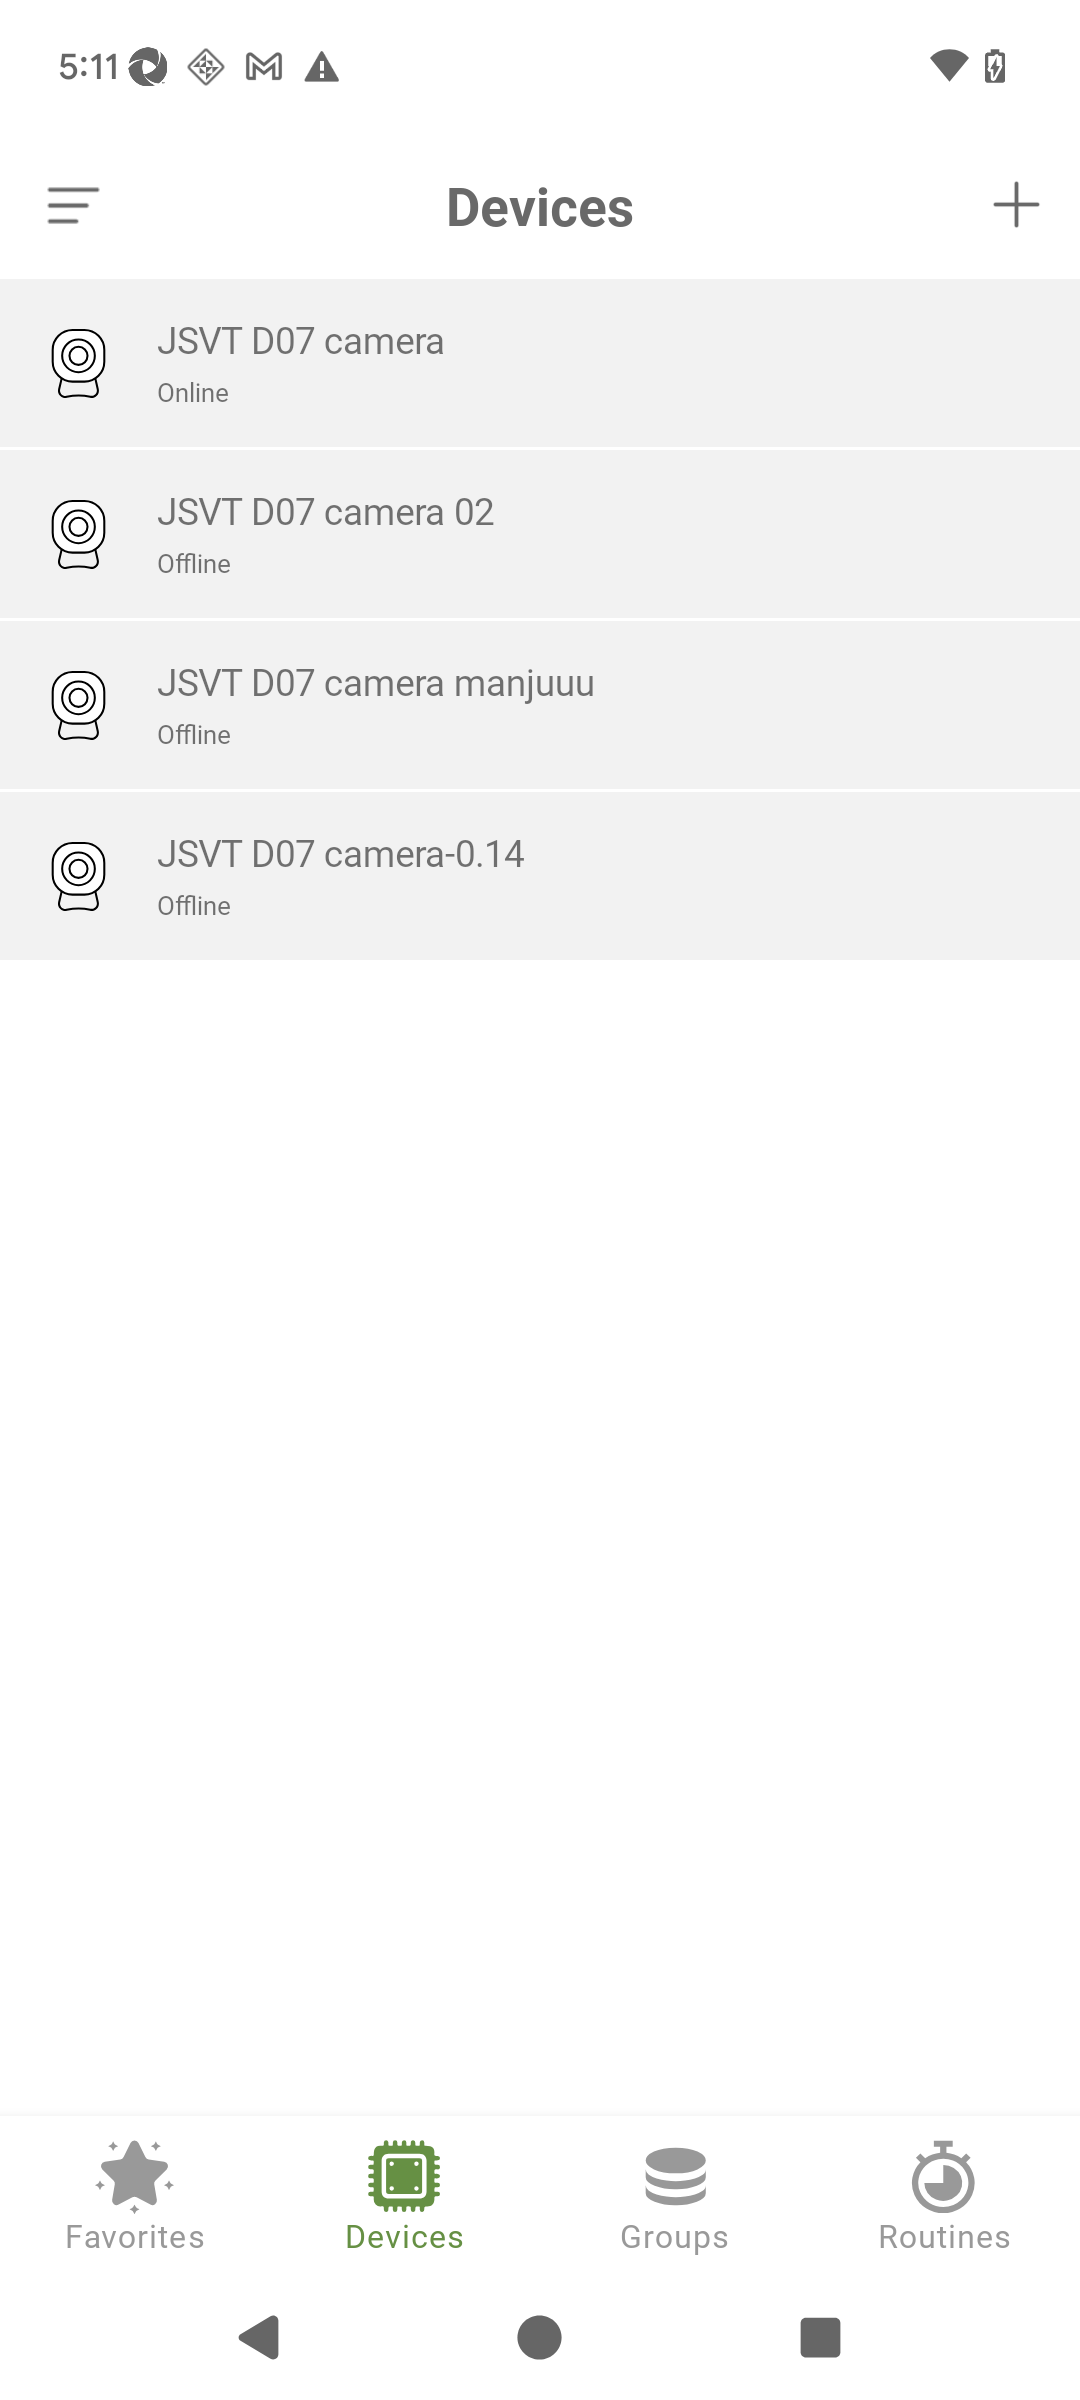 5:11
Devices
JSVT D07 camera
Online
JSVT D07 camera 02
Offline
JSVT D07 camera manjuuu
Offline
JSVT D07 camera-0.14
Offline
Favorites Devices Groups Routines